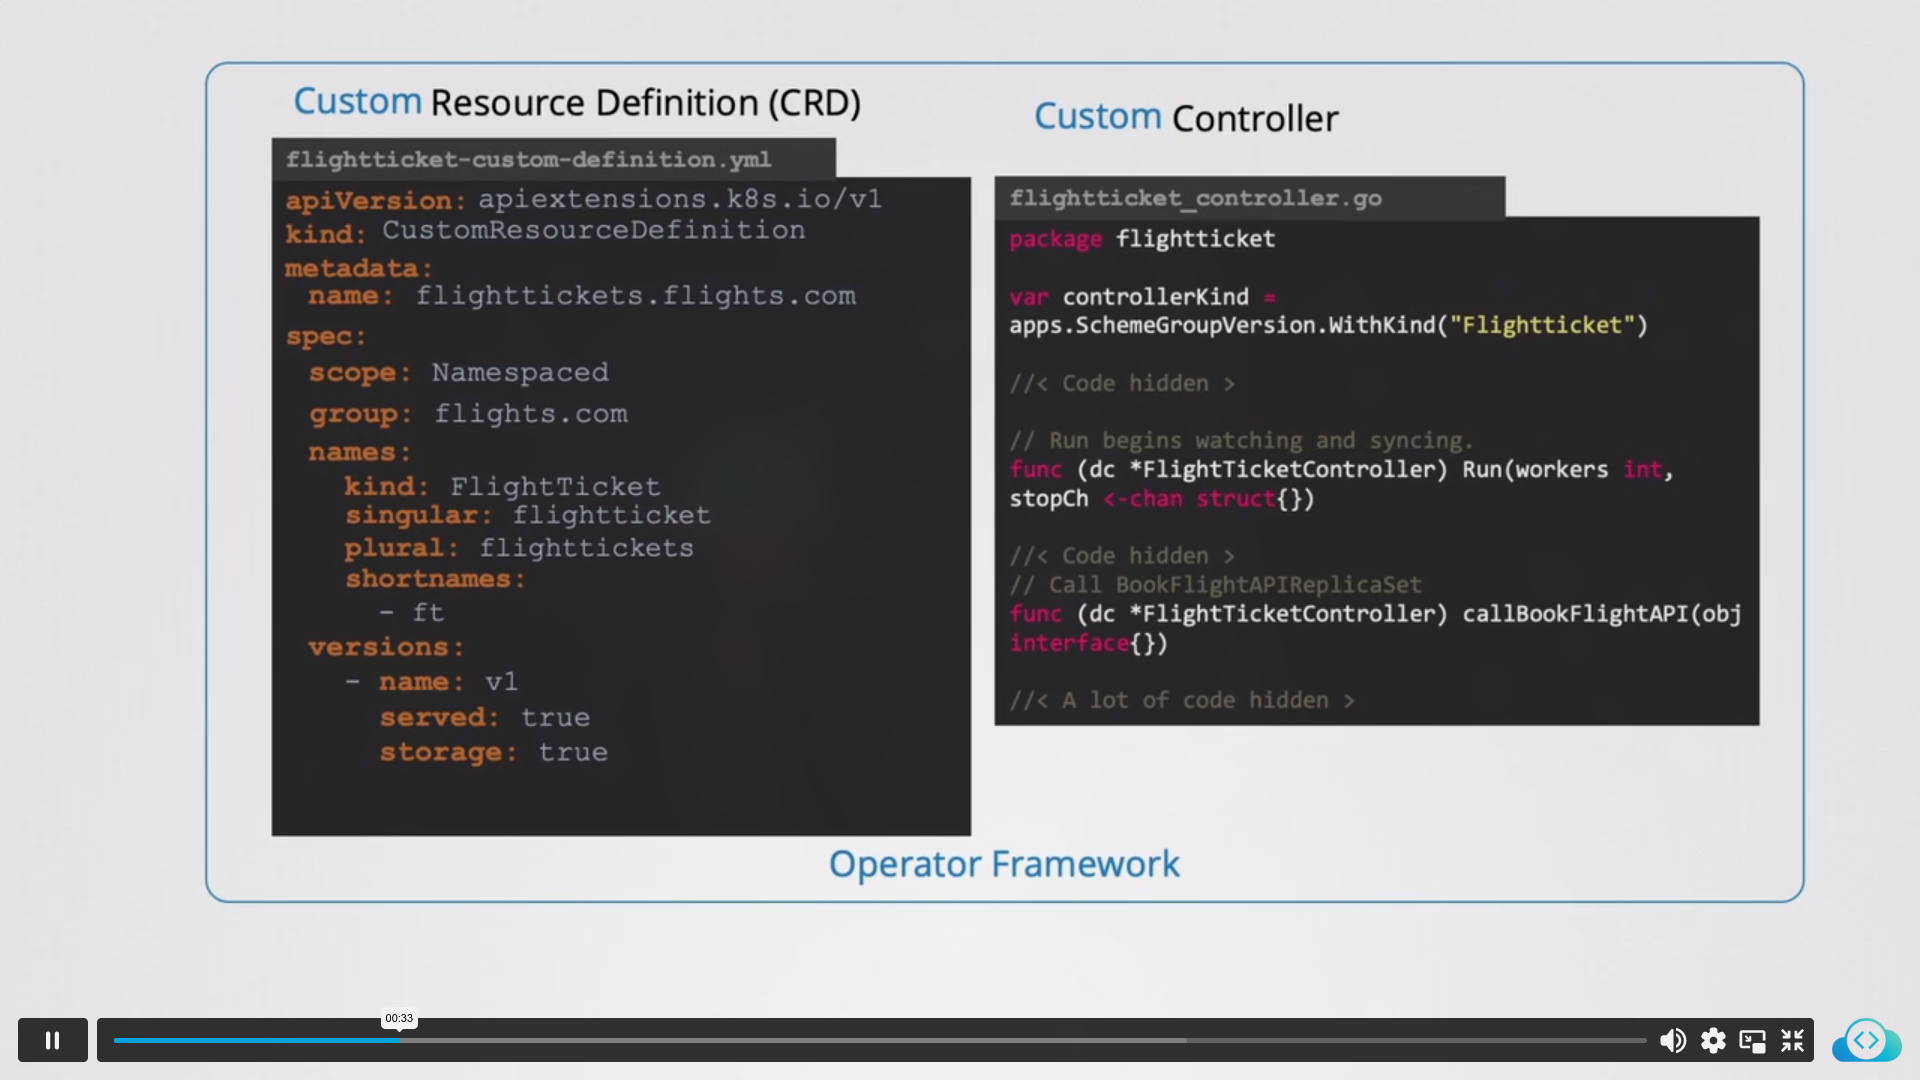 Custom Resource Definition (CRD)
flightticket-custom-definition.yml
apiVersion: apiextensions.k8s.io/v1
kind: CustomResourceDefinition
metadata:
name: flighttickets.flights.com
spec:
scope: Namespaced
group: flights.com
names:
kind: FlightTicket
singular: flightticket
plural: flighttickets
shortnames:
- ft
versions:
- name: v1
served: true
storage: true
Custom Controller
flightticket_controller.go
package flightticket
var controllerKind =
apps.SchemeGroupVersion.WithKind("Flightticket")
//< Code hidden >
// Run begins watching and syncing.
func (dc *FlightTicketController) Run(workers int,
stopCh <-chan struct{})
//< Code hidden >
// Call BookFlightAPIReplicaSet
func (dc *FlightTicketController) callBookFlightAPI(obj
interface{})
//< A lot of code hidden >
Operator Framework
00:33